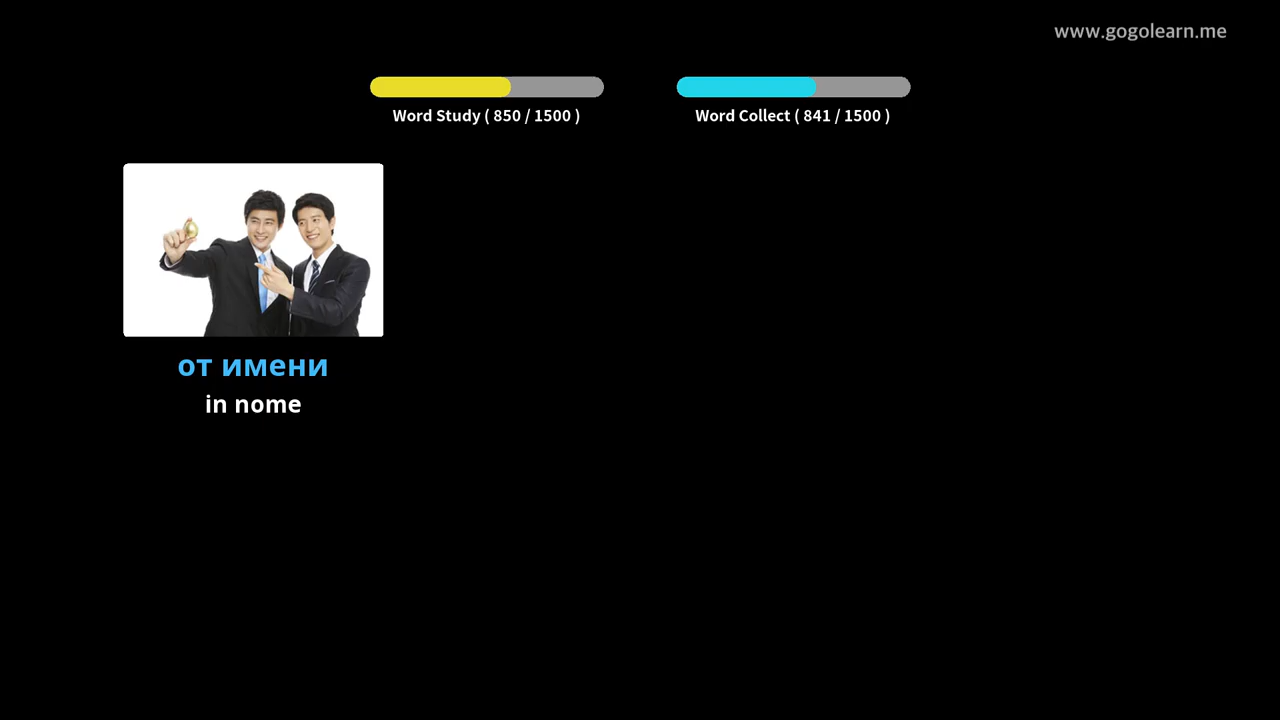 www.gogolearn.me
Word Study ( 850 / 1500 )
Word Collect ( 841 / 1500 )
от имени
in nome